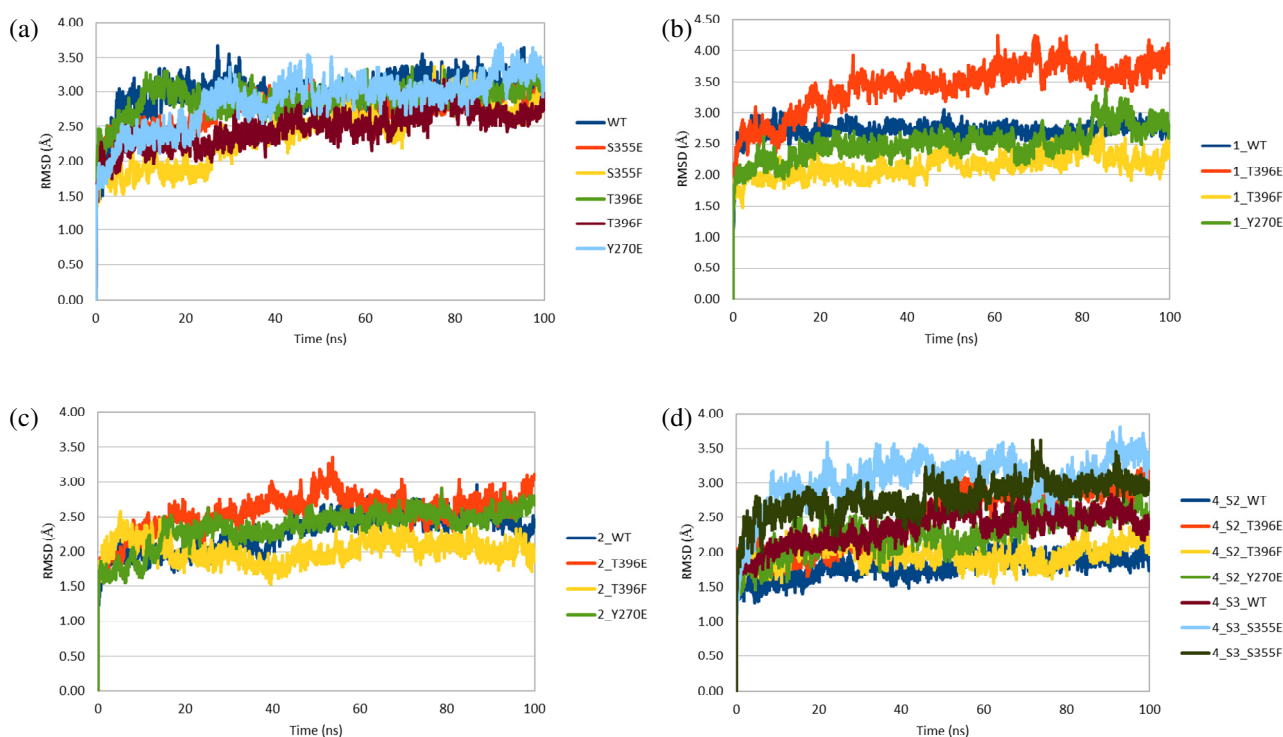 (a)
4.00
3.50
3.00
2.50
2.00
1.50
1.00
0.50
0.00
RMSD (Å)
0 20 40 60 80 100
Time (ns)
WT
S355E
S355F
T396E
T396F
Y270E
(b)
4.50
4.00
3.50
3.00
2.50
2.00
1.50
1.00
0.50
0.00
RMSD (Å)
0 20 40 60 80 100
Time (ns)
1_WT
1_T396E
1_T396F
1_Y270E
(c)
4.00
3.50
3.00
2.50
2.00
1.50
1.00
0.50
0.00
RMSD (Å)
0 20 40 60 80 100
Time (ns)
2_WT
2_T396E
2_T396F
2_Y270E
(d)
4.00
3.50
3.00
2.50
2.00
1.50
1.00
0.50
0.00
RMSD (Å)
0 20 40 60 80 100
Time (ns)
4_S2_WT
4_S2_T396E
4_S2_T396F
4_S2_Y270E
4_S3_WT
4_S3_S355E
4_S3_S355F